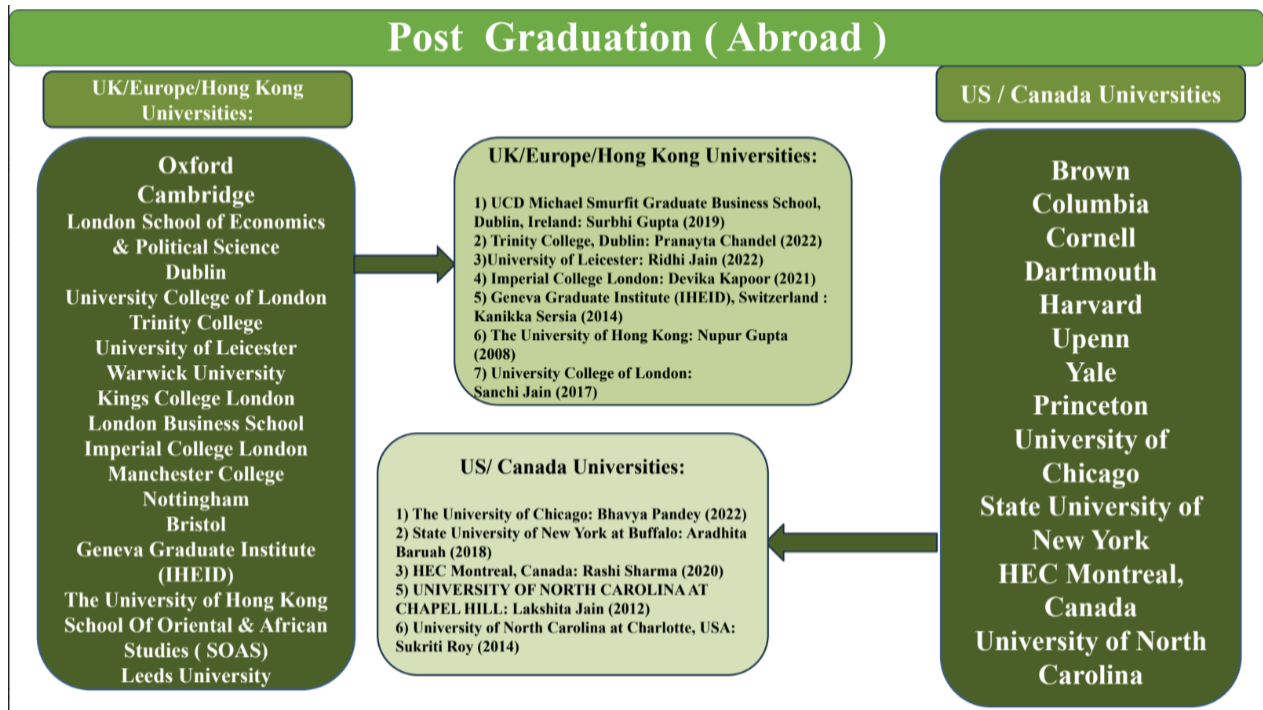 Post Graduation ( Abroad )
UK/Europe/Hong Kong
Universities:
Oxford
Cambridge
London School of Economics
& Political Science
Dublin
University College of London
Trinity College
University of Leicester
Warwick University
Kings College London
London Business School
Imperial College London
Manchester College
Nottingham
Bristol
Geneva Graduate Institute
(IHEID)
The University of Hong Kong
School Of Oriental & African
Studies ( SOAS)
Leeds University
UK/Europe/Hong Kong Universities:
1) UCD Michael Smurfit Graduate Business School,
Dublin, Ireland: Surbhi Gupta (2019)
2) Trinity College, Dublin: Pranayta Chandel (2022)
3)University of Leicester: Ridhi Jain (2022)
4) Imperial College London: Devika Kapoor (2021)
5) Geneva Graduate Institute (IHEID), Switzerland :
Kanikka Sersia (2014)
6) The University of Hong Kong: Nupur Gupta
(2008)
7) University College of London:
Sanchi Jain (2017)
US/ Canada Universities:
1) The University of Chicago: Bhavya Pandey (2022)
2) State University of New York at Buffalo: Aradhita
Baruah (2018)
3) HEC Montreal, Canada: Rashi Sharma (2020)
5) UNIVERSITY OF NORTH CAROLINA AT
CHAPEL HILL: Lakshita Jain (2012)
6) University of North Carolina at Charlotte, USA:
Sukriti Roy (2014)
US / Canada Universities
Brown
Columbia
Cornell
Dartmouth
Harvard
Upenn
Yale
Princeton
University of
Chicago
State University of
New York
HEC Montreal,
Canada
University of North
Carolina